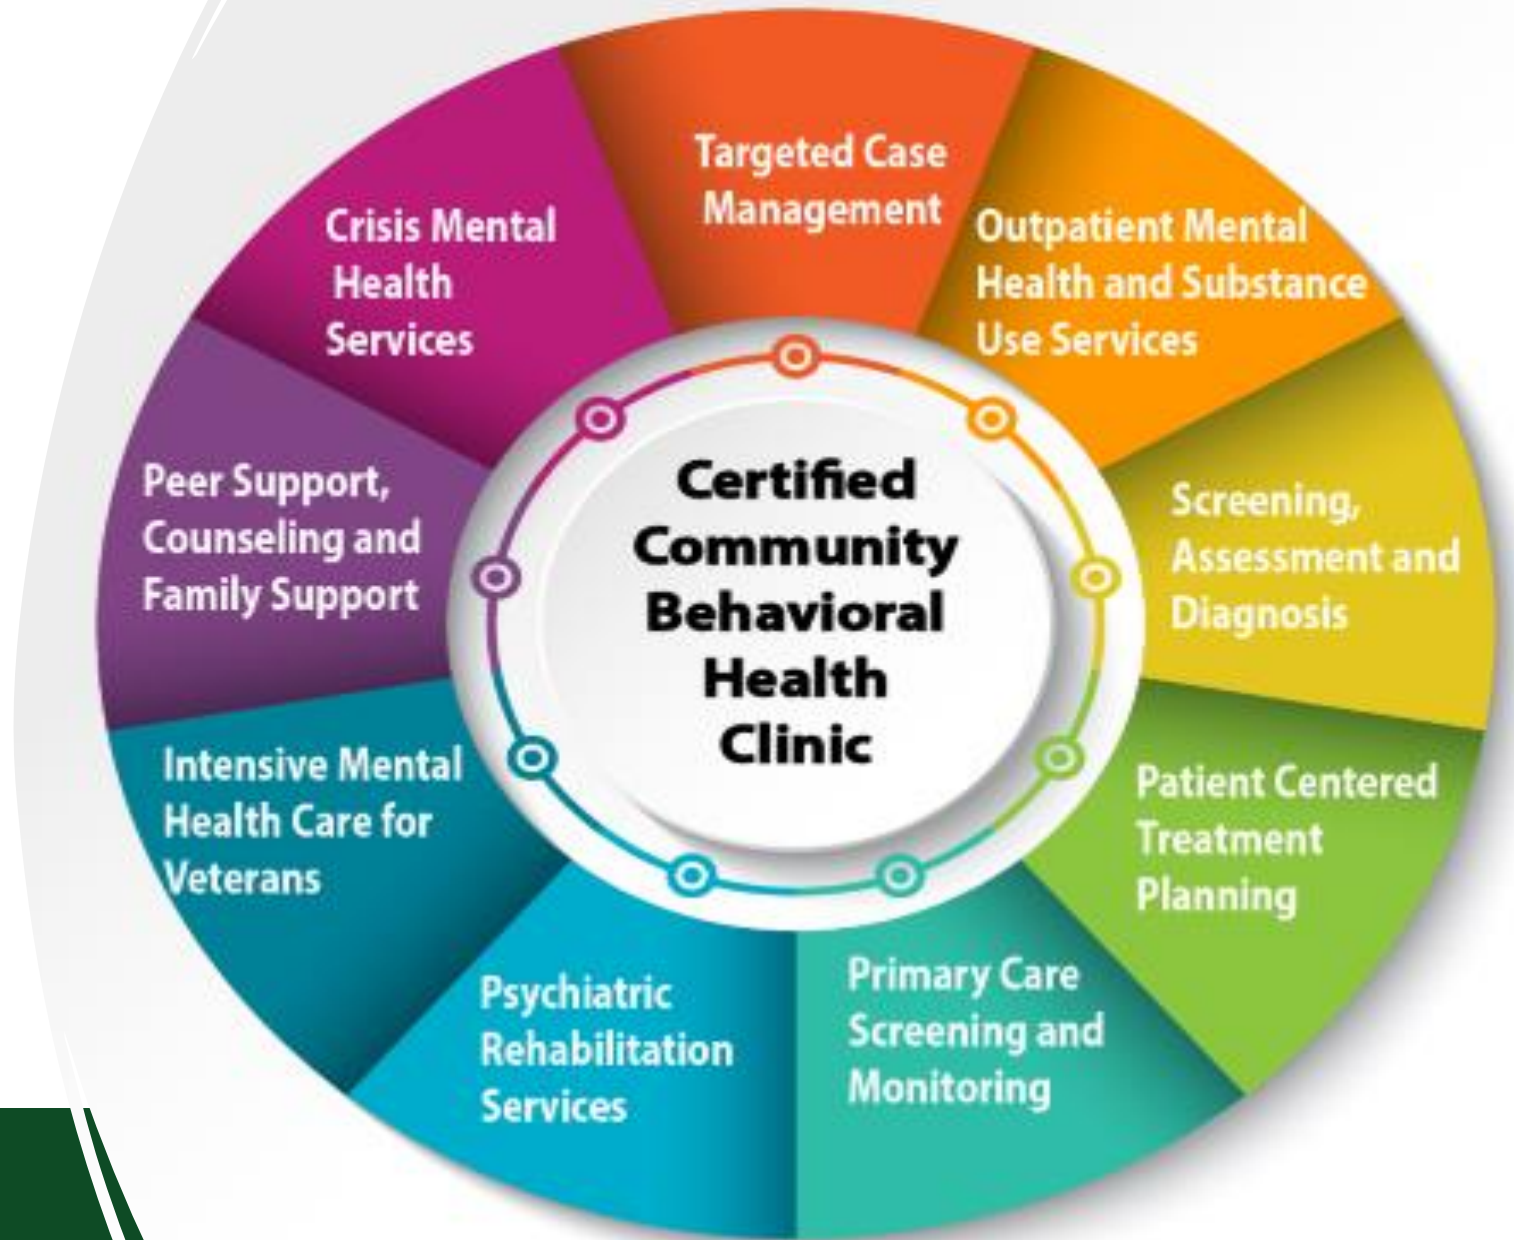 Targeted Case
Management
Outpatient Mental
Health and Substance
Use Services
Screening,
Assessment and
Diagnosis
Patient Centered
Treatment
Planning
Primary Care
Screening and
Monitoring
Psychiatric
Rehabilitation
Services
Intensive Mental
Health Care for
Veterans
Peer Support,
Counseling and
Family Support
Crisis Mental
Health
Services
Certified
Community
Behavioral
Health
Clinic